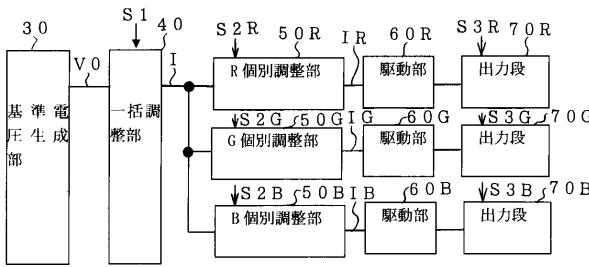 30
V0
S1
40
I
基準電
圧生成
部
一括調
整部
S2R
50R
IR
60R
S3R
70R
R個別調整部
駆動部
出力段
S2G
50G
IG
60G
S3G
70G
G個別調整部
駆動部
出力段
S2B
50B
IB
60B
S3B
70B
B個別調整部
駆動部
出力段